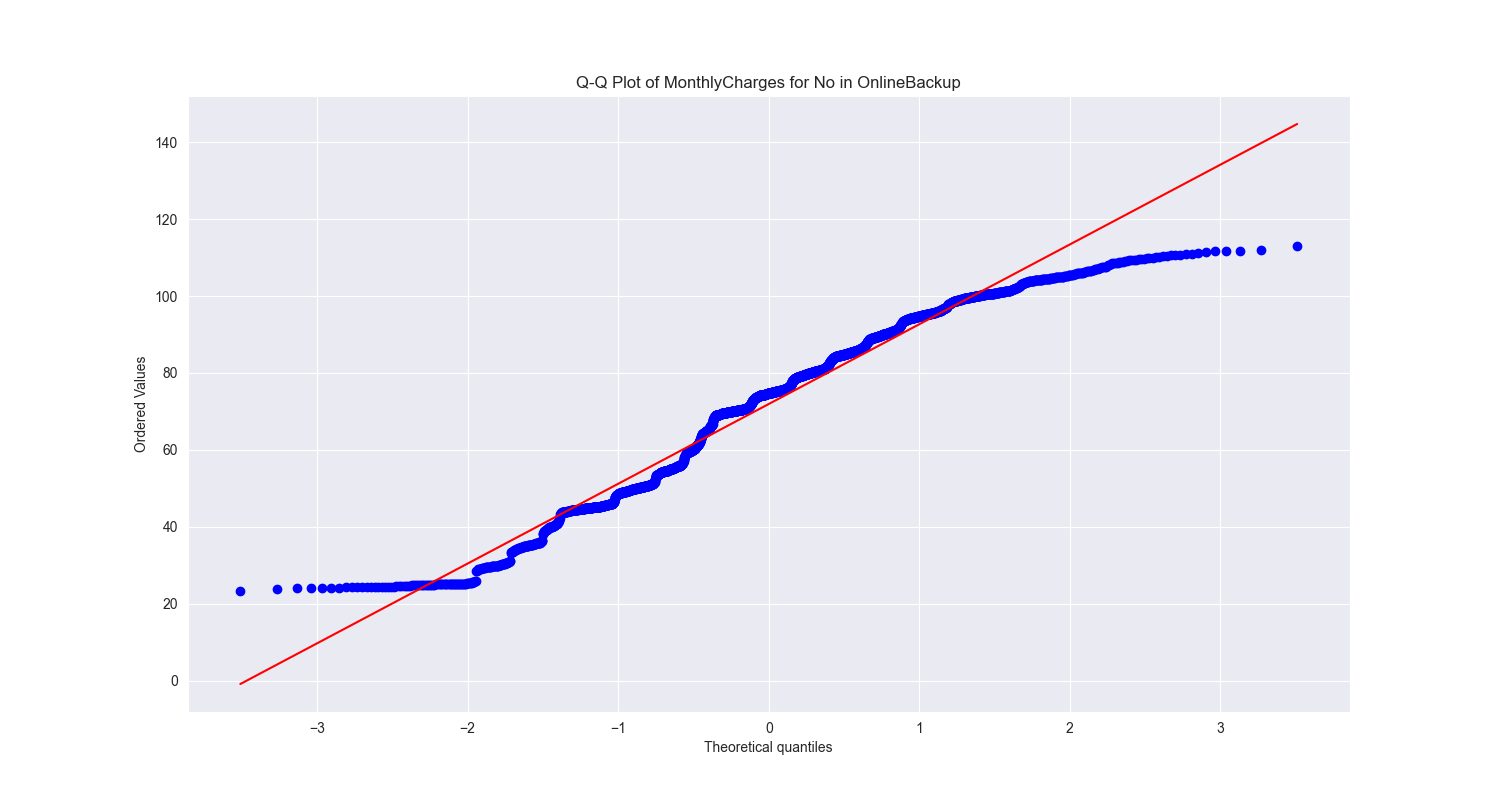 Q-Q Plot of MonthlyCharges for No in OnlineBackup
140
120
100
80
60
40
20
0
Ordered Values
−3 −2 −1 0 1 2 3
Theoretical quantiles